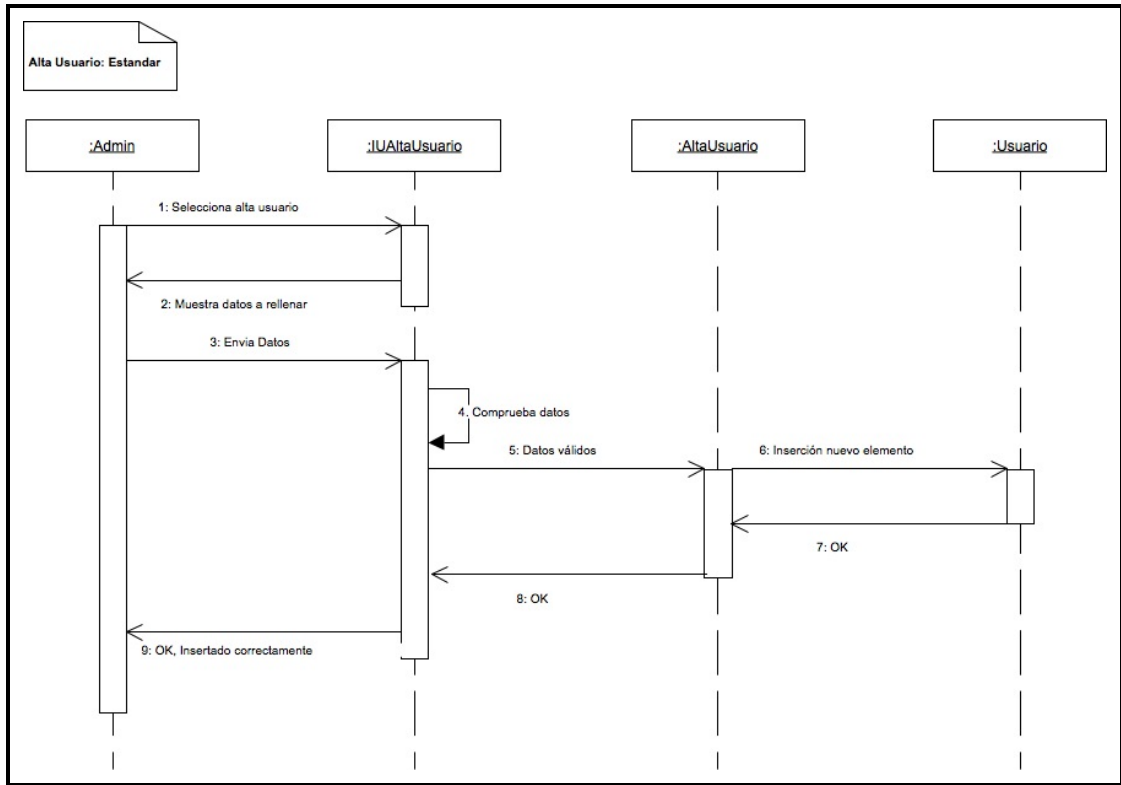 Alta Usuario: Estandar
:Admin
:IUAltaUsuario
:AltaUsuario
:Usuario
1: Selecciona alta usuario
2: Muestra datos a rellenar
3: Envia Datos
4. Comprueba datos
5: Datos válidos
6: Inserción nuevo elemento
7: OK
8: OK
9: OK, Insertado correctamente